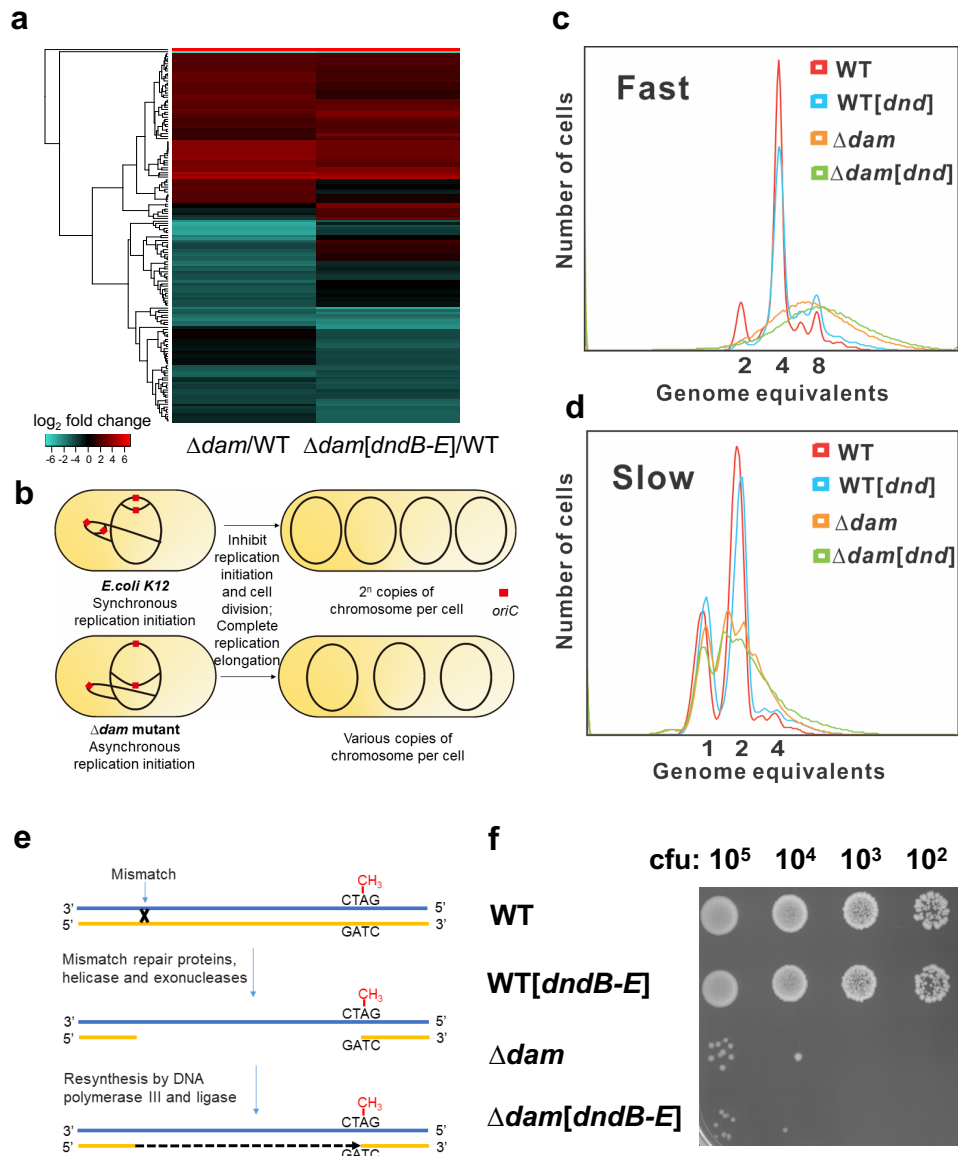 a
log2 fold change
-6 -4 -2 0 2 4 6
Δdam/WT
Δdam[dndB-E]/WT
b
E.coli K12
Synchronous
replication initiation
Inhibit
replication
initiation
and cell
division;
Complete
replication
elongation
2ⁿ copies of
chromosome per cell
oriC
Δdam mutant
Asynchronous
replication initiation
Various copies of
chromosome per cell
c
Fast
WT
WT[dnd]
Δdam
Δdam[dnd]
Number of cells
2 4 8
Genome equivalents
d
Slow
WT
WT[dnd]
Δdam
Δdam[dnd]
Number of cells
1 2 4
Genome equivalents
e
Mismatch
CH3
CTAG
3’ 5’
X
5’ 3’
GATC
Mismatch repair proteins,
helicase and exonucleases
CH3
CTAG
3’ 5’
5’ 3’
GATC
Resynthesis by DNA
polymerase III and ligase
CH3
CTAG
3’ 5’
5’ 3’
GATC
f
cfu: 10⁵ 10⁴ 10³ 10²
WT
WT[dndB-E]
Δdam
Δdam[dndB-E]